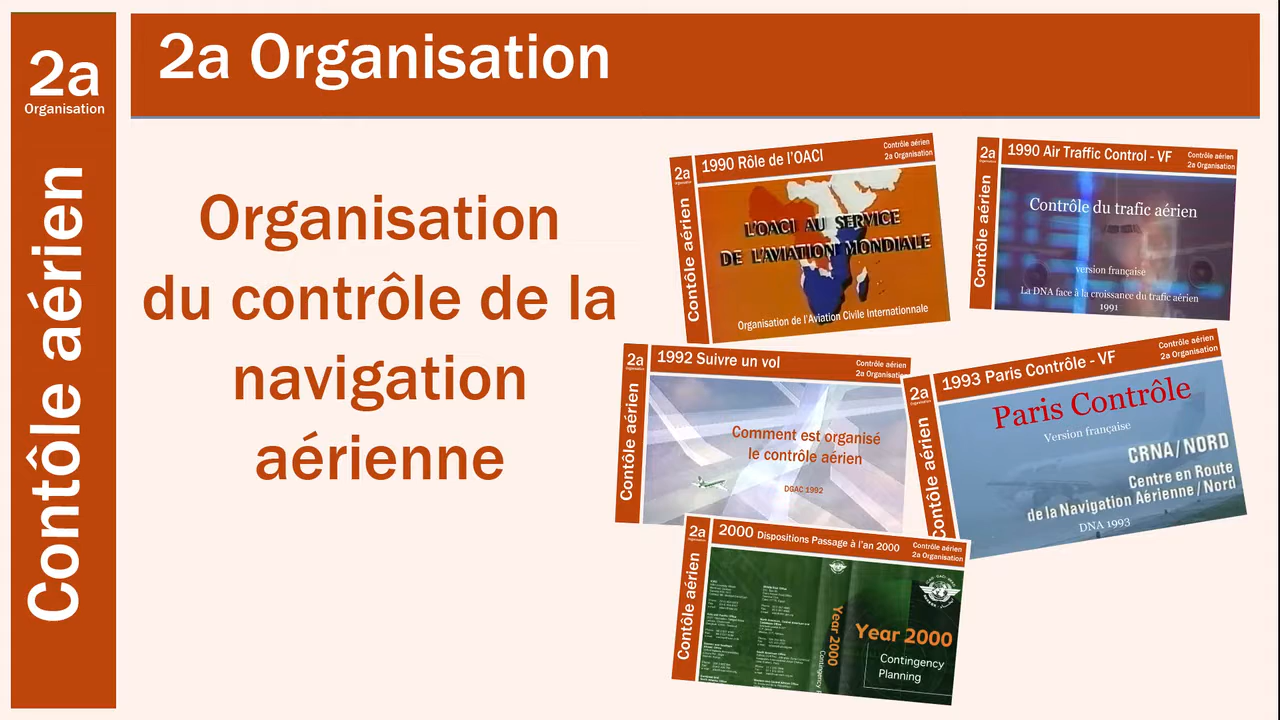 2a
Organisation
Contôle aérien
2a Organisation
Organisation
du contrôle de la
navigation
aérienne
2a
Contôle aérien
1990 Rôle de l'OACI
Contrôle aérien
2a Organisation
L'OACI AU SERVICE
DE L'AVIATION MONDIALE
Organisation de l'Aviation Civile Internationale
2a
Contôle aérien
1990 Air Traffic Control - VF
Contrôle aérien
2a Organisation
Contrôle du trafic aérien
version française
La DNA face à la croissance du trafic aérien
1991
2a
Contôle aérien
1992 Suivre un vol
Contrôle aérien
2a Organisation
Comment est organisé
le contrôle aérien
DGAC 1992
2a
Contôle aérien
1993 Paris Contrôle - VF
Contrôle aérien
2a Organisation
Paris Contrôle
Version française
CRNA/NORD
Centre en Route
de la Navigation Aérienne/Nord
DNA 1993
2a
Contôle aérien
2000 Dispositions Passage à l'an 2000
Contrôle aérien
2a Organisation
Year 2000
Year 2000
Contingency
Planning